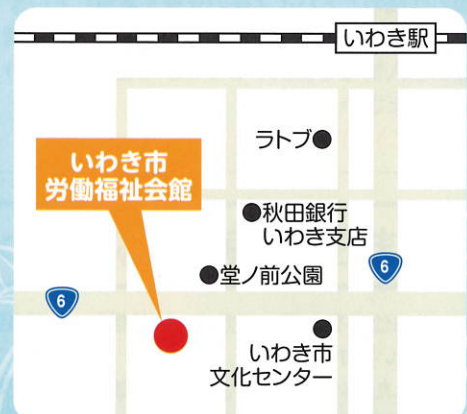 いわき駅
ラトブ
いわき市
労働福祉会館
秋田銀行
いわき支店
堂ノ前公園
6
6
いわき市
文化センター